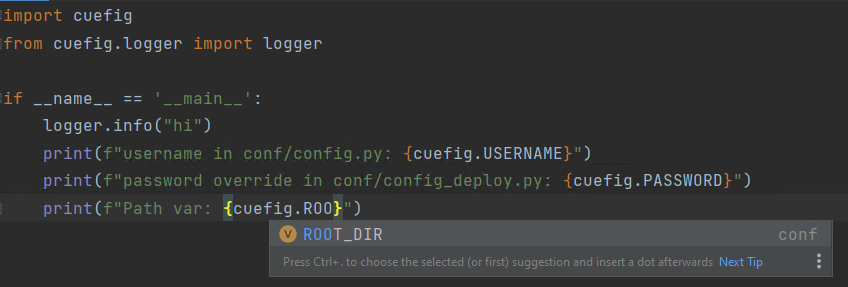 import cuefig
from cuefig.logger import logger
if __name__ == '__main__':
logger.info("hi")
print(f"username in conf/config.py: {cuefig.USERNAME}")
print(f"password override in conf/config_deploy.py: {cuefig.PASSWORD}")
print(f"Path var: {cuefig.ROO}")
V ROOT_DIR conf
Press Ctrl+. to choose the selected (or first) suggestion and insert a dot afterwards Next Tip